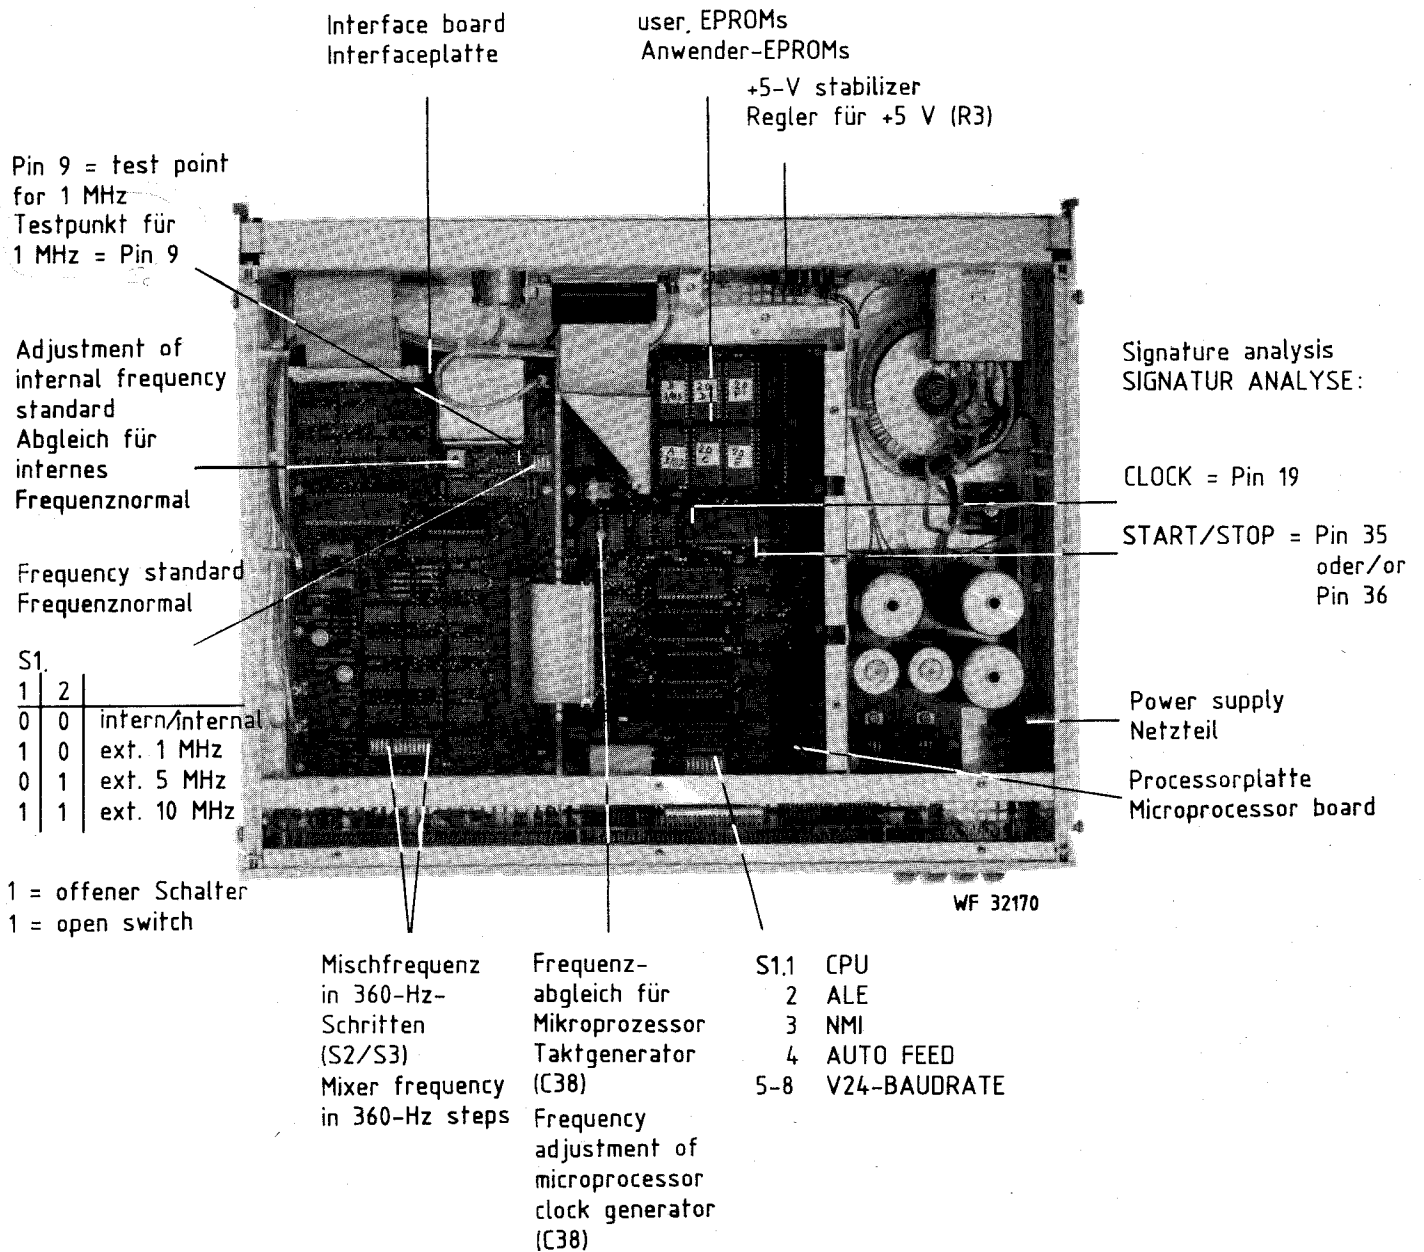 Interface board
Interfaceplatte
user, EPROMs
Anwender-EPROMs
+5-V stabilizer
Regler für +5 V (R3)
Pin 9 = test point
for 1 MHz
Testpunkt für
1 MHz = Pin 9
Adjustment of
internal frequency
standard
Abgleich für
internes
Frequenznormal
Frequency standard
Frequenznormal
S1.
1 2
0 0 intern/internal
1 0 ext. 1 MHz
0 1 ext. 5 MHz
1 1 ext. 10 MHz
1 = offener Schalter
1 = open switch
Signature analysis
SIGNATUR ANALYSE:
CLOCK = Pin 19
START/STOP = Pin 35
oder/or
Pin 36
Power supply
Netzteil
Processorplatte
Microprocessor board
WF 32170
Mischfrequenz
in 360-Hz-
Schritten
(S2/S3)
Mixer frequency
in 360-Hz steps
Frequenz-
abgleich für
Mikroprozessor
Taktgenerator
(C38)
Frequency
adjustment of
microprocessor
clock generator
(C38)
S1.1 CPU
2 ALE
3 NMI
4 AUTO FEED
5-8 V24-BAUDRATE